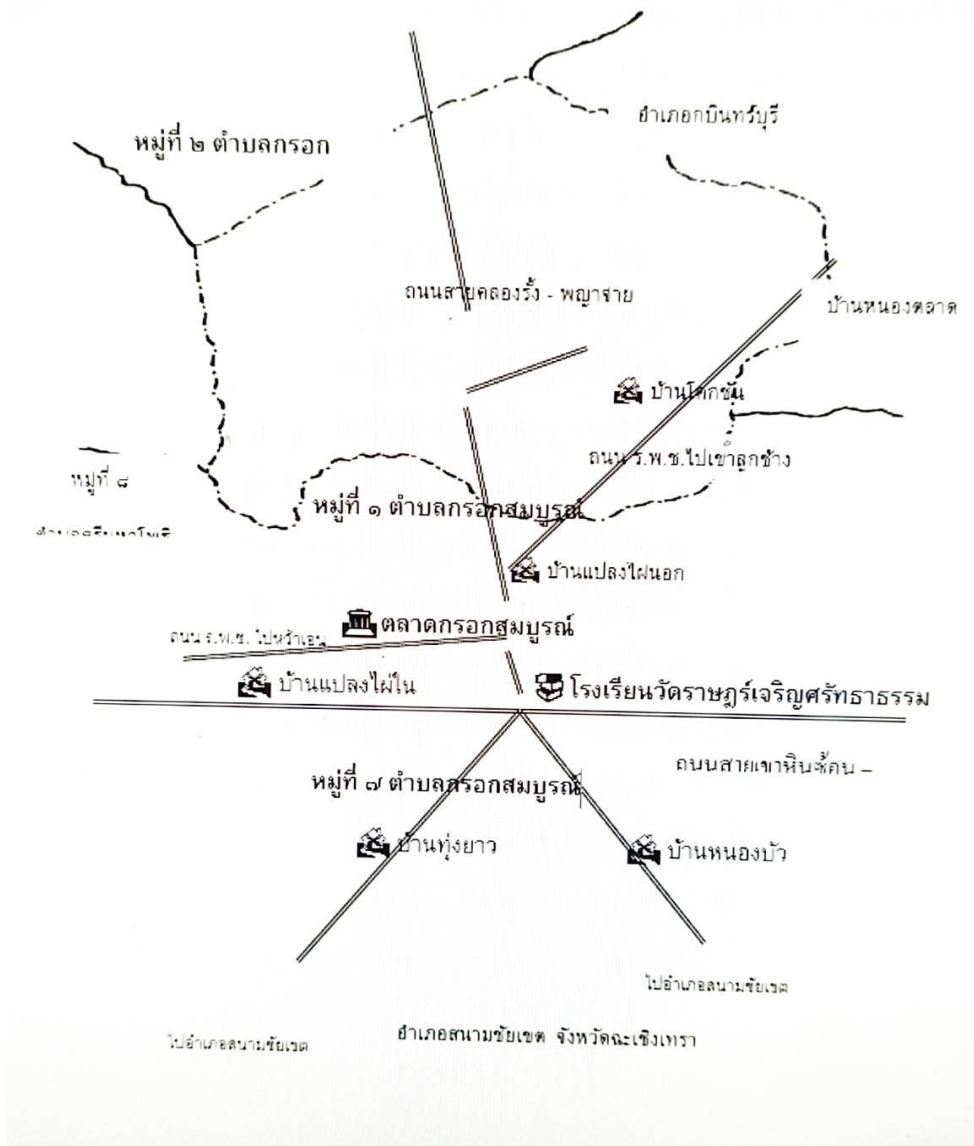 อำเภอกบินทร์บุรี
หมู่ที่ ๒ ตำบลกรอก
ถนนสายคลองรั้ง - พญาจ่าย
บ้านหนองตลาด
บ้านโคกชัน
ถนน ร.พ.ช.ไปเขาลูกช้าง
หมู่ที่ ๘
หมู่ที่ ๑ ตำบลกรอกสมบูรณ์
บ้านแปลงไผ่นอก
ตลาดกรอกสมบูรณ์
ถนน ร.พ.ช. ไปหว้าเอน
บ้านแปลงไผ่ใน
โรงเรียนวัดราษฎร์เจริญศรัทธาธรรม
ถนนสายเขาหินซ้อน –
หมู่ที่ ๗ ตำบลกรอกสมบูรณ์
บ้านทุ่งยาว
บ้านหนองบัว
ไปอำเภอสนามชัยเขต
อำเภอสนามชัยเขต จังหวัดฉะเชิงเทรา
ไปอำเภอสนามชัยเขต